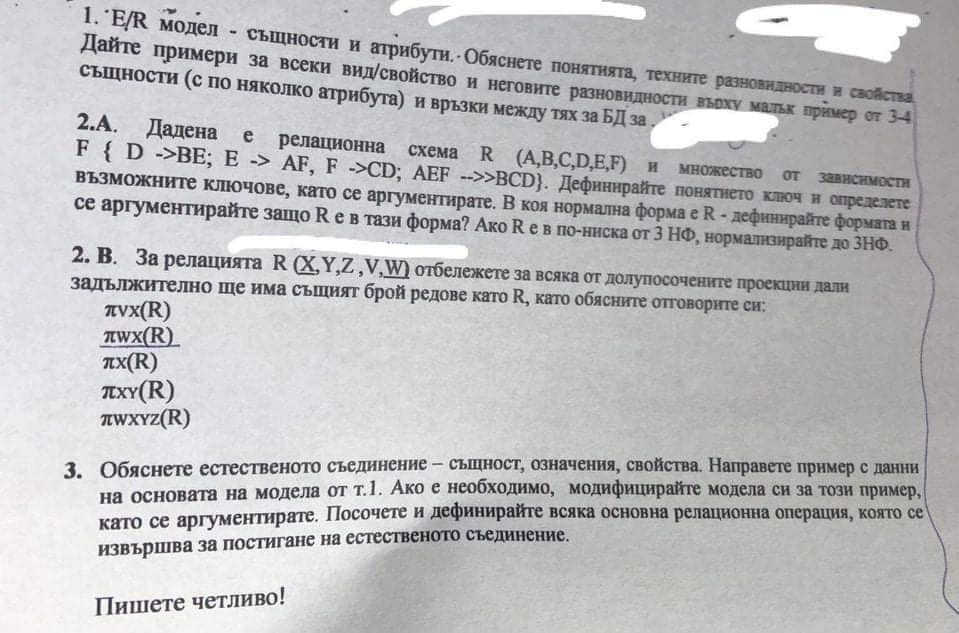 1. E/R модел - същности и атрибути. Обяснете понятията, техните разновидности и свойства
Дайте примери за всеки вид/свойство и неговите разновидности върху малък пример от 3-4
същности (с по няколко атрибута) и връзки между тях за БД за
2.А. Дадена е релационна схема R (A,B,C,D,E,F) и множество от зависимости
F { D ->BE; E -> AF, F ->CD; AEF -->>BCD}. Дефинирайте понятието ключ и определете
възможните ключове, като се аргументирате. В коя нормална форма е R - дефинирайте формата и
се аргументирайте защо R е в тази форма? Ако R е в по-ниска от 3 НФ, нормализирайте до 3НФ.
2. В. За релацията R (X,Y,Z ,V,W) отбележете за всяка от долупосочените проекции дали
задължително ще има същият брой редове като R, като обясните отговорите си:
πVX(R)
πWX(R)
πX(R)
πXY(R)
πWXYZ(R)
3. Обяснете естественото съединение – същност, означения, свойства. Направете пример с данни
на основата на модела от т.1. Ако е необходимо, модифицирайте модела си за този пример,
като се аргументирате. Посочете и дефинирайте всяка основна релационна операция, която се
извършва за постигане на естественото съединение.
Пишете четливо!